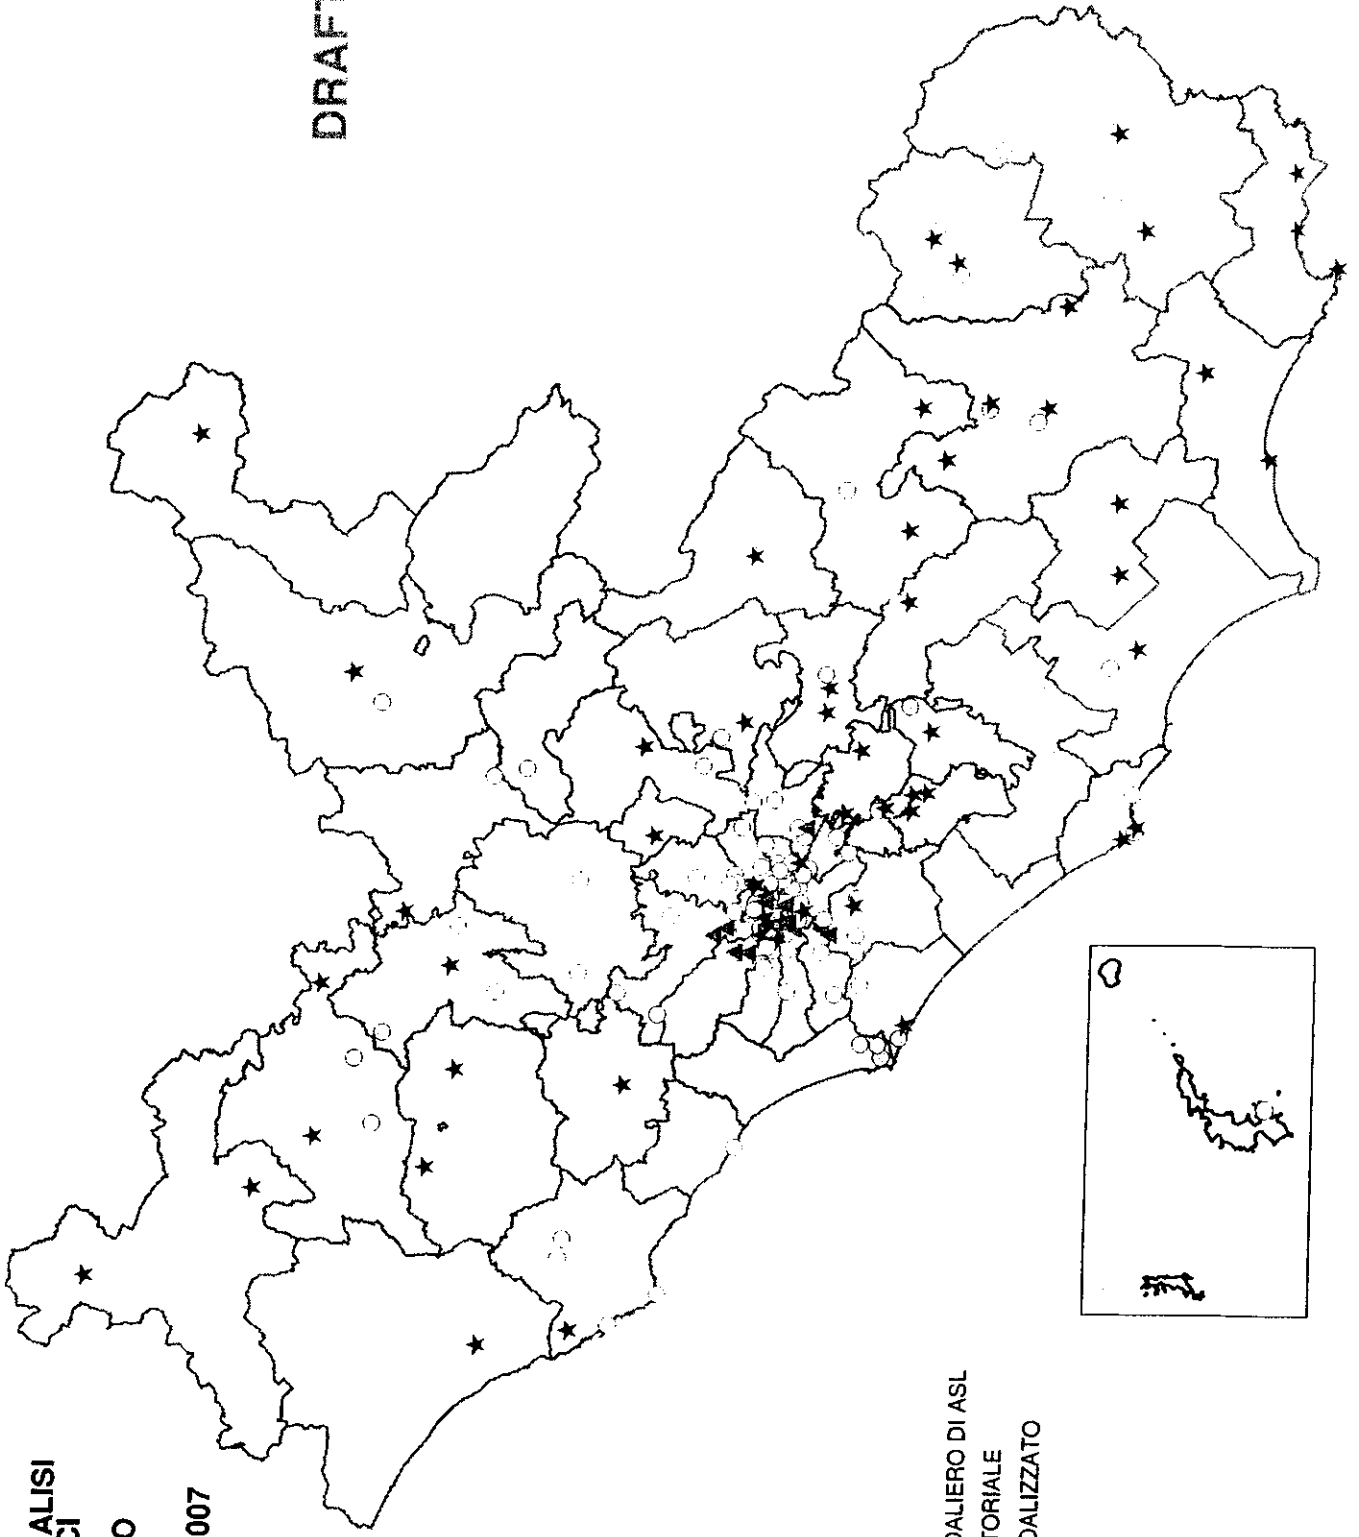 DRAFT
ALISI
CI
O
007
DALIERO DI ASL
TORIALE
DALIZZATO